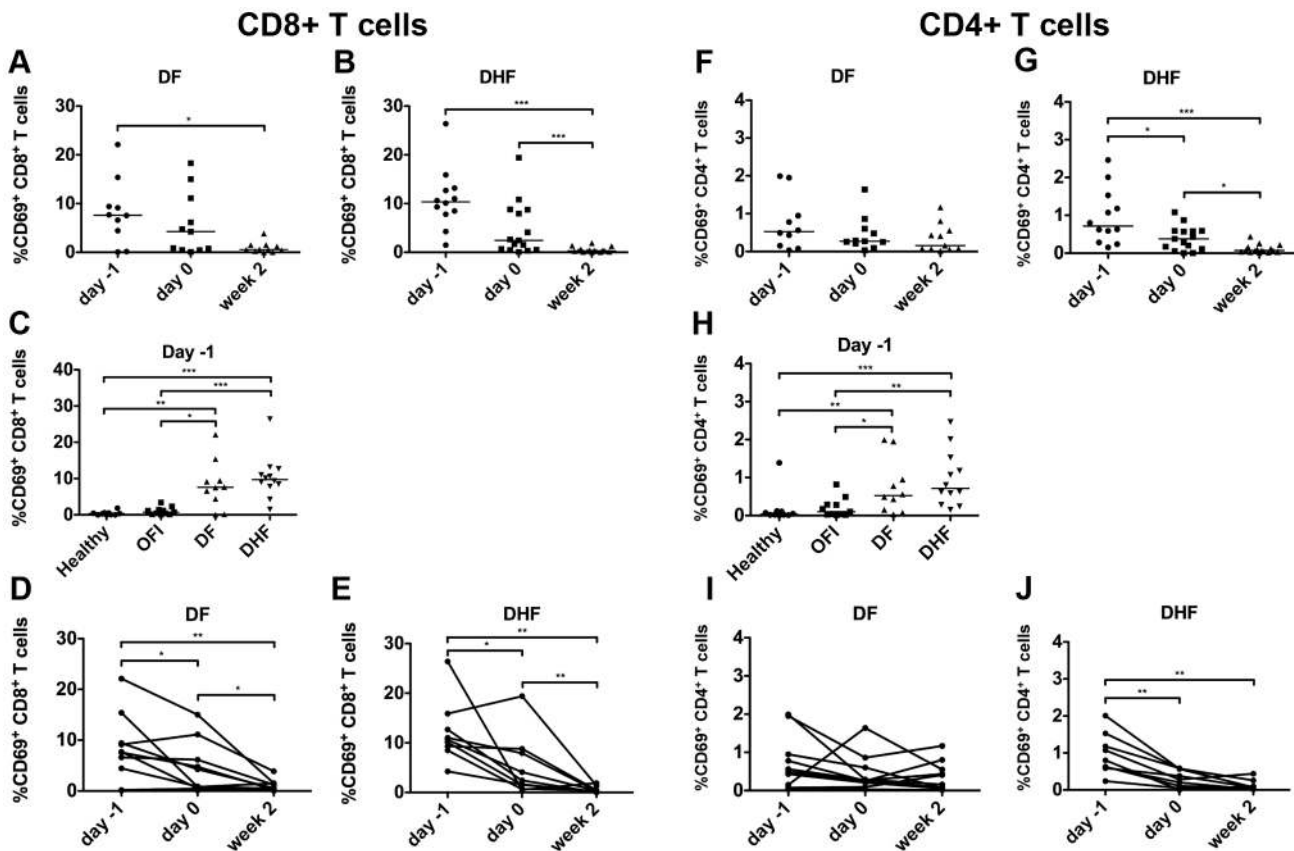 CD8+ T cells
CD4+ T cells
A
DF
%CD69+ CD8+ T cells
30
20
10
0
*
day -1
day 0
week 2
B
DHF
%CD69+ CD8+ T cells
30
20
10
0
***
***
day -1
day 0
week 2
F
DF
%CD69+ CD4+ T cells
4
3
2
1
0
day -1
day 0
week 2
G
DHF
%CD69+ CD4+ T cells
4
3
2
1
0
***
*
*
day -1
day 0
week 2
C
Day -1
%CD69+ CD8+ T cells
40
30
20
10
0
***
***
**
*
Healthy
OFI
DF
DHF
H
Day -1
%CD69+ CD4+ T cells
4
3
2
1
0
***
**
**
*
Healthy
OFI
DF
DHF
D
DF
%CD69+ CD8+ T cells
30
20
10
0
**
*
*
day -1
day 0
week 2
E
DHF
%CD69+ CD8+ T cells
30
20
10
0
**
*
**
day -1
day 0
week 2
I
DF
%CD69+ CD4+ T cells
4
3
2
1
0
day -1
day 0
week 2
J
DHF
%CD69+ CD4+ T cells
4
3
2
1
0
**
**
day -1
day 0
week 2